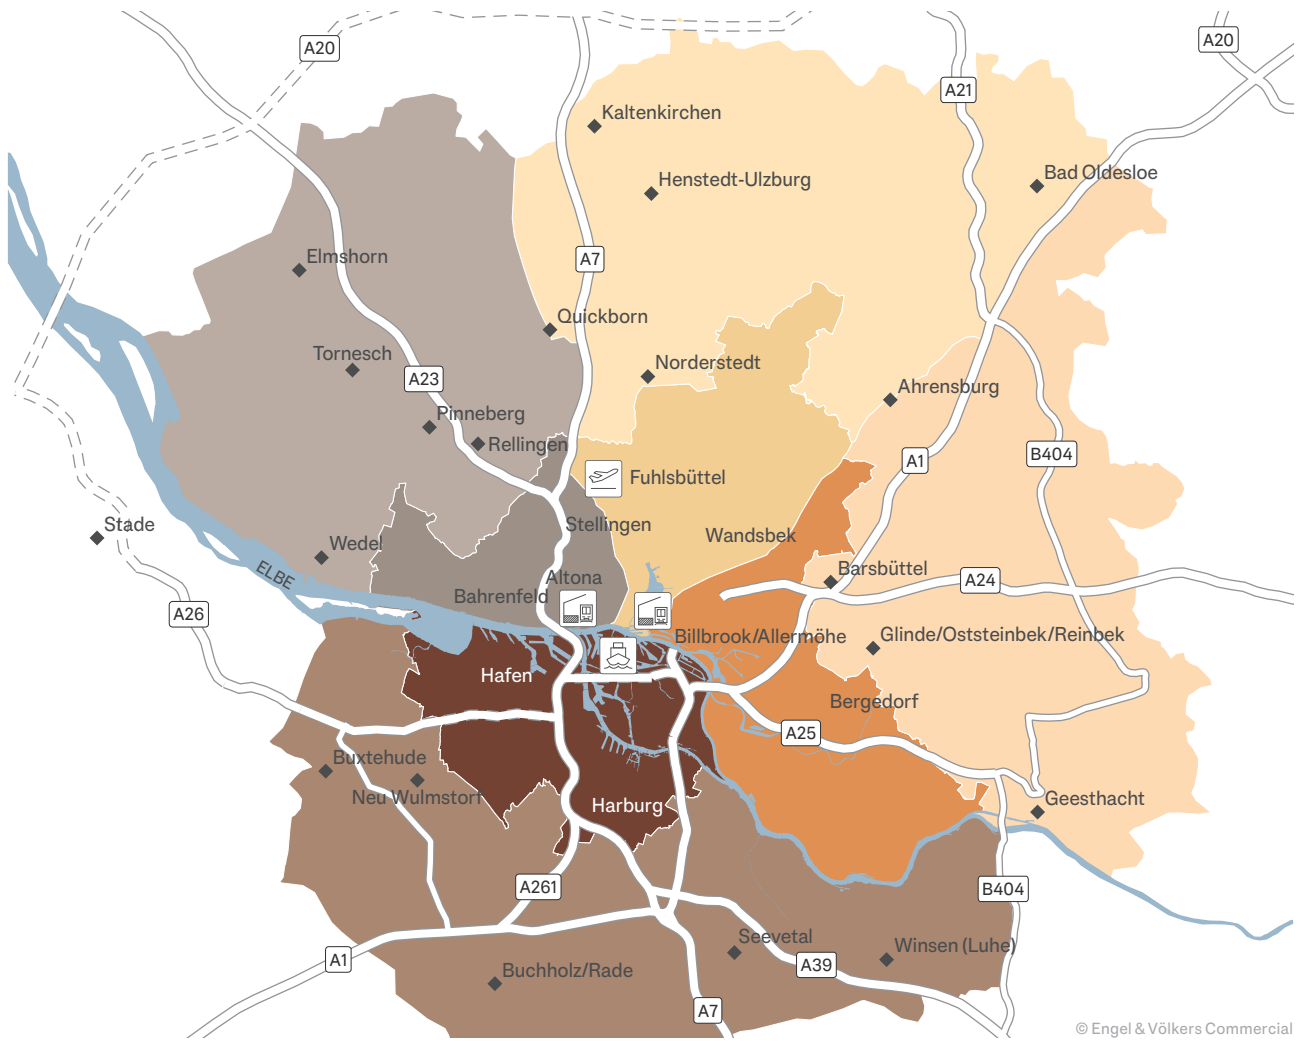 A20
A20
A21
Kaltenkirchen
Bad Oldesloe
Henstedt-Ulzburg
Elmshorn
A7
Quickborn
Tornesch
Norderstedt
A23
Ahrensburg
Pinneberg
Rellingen
B404
A1
Fuhlsbüttel
Stade
Stellingen
Wandsbek
Wedel
ELBE
Altona
Barsbüttel
A24
Bahrenfeld
A26
Billbrook/Allermöhe
Glinde/Oststeinbek/Reinbek
Hafen
Bergedorf
A25
Buxtehude
Neu Wulmstorf
Harburg
Geesthacht
A261
B404
Seevetal
Winsen (Luhe)
A1
A39
Buchholz/Rade
A7
© Engel & Völkers Commercial